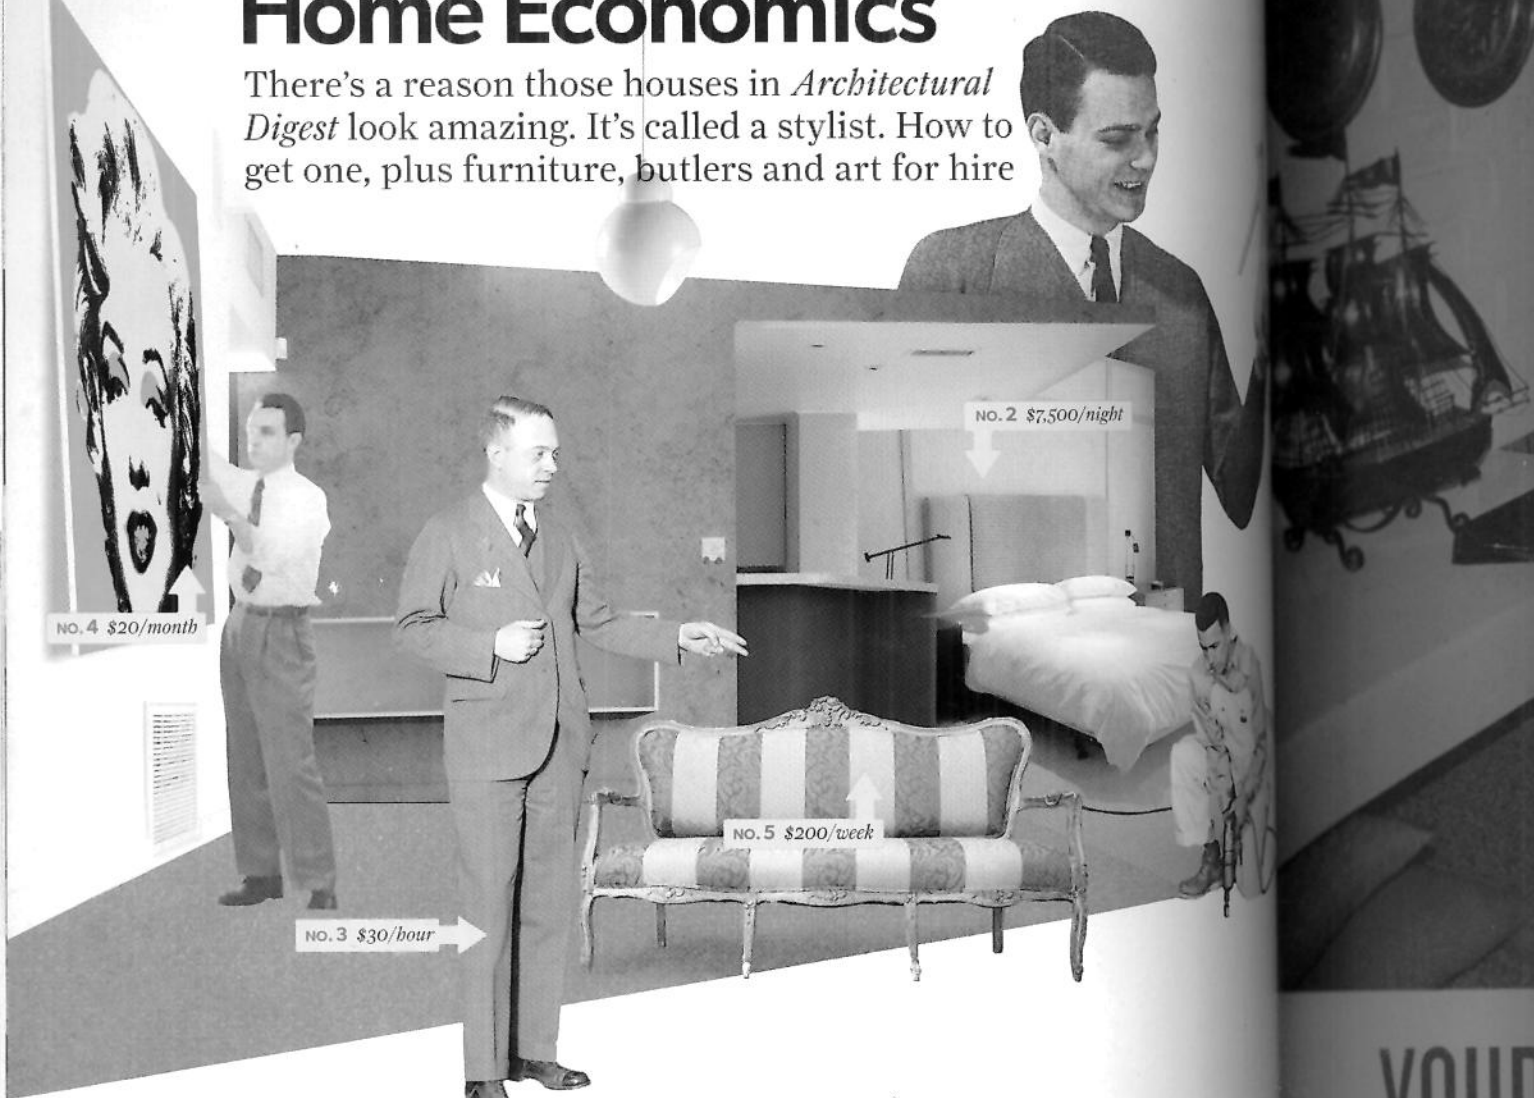 Home Economics
There's a reason those houses in Architectural
Digest look amazing. It's called a stylist. How to
get one, plus furniture, butlers and art for hire
NO. 2 $7,500/night
NO. 4 $20/month
NO. 5 $200/week
NO. 3 $30/hour